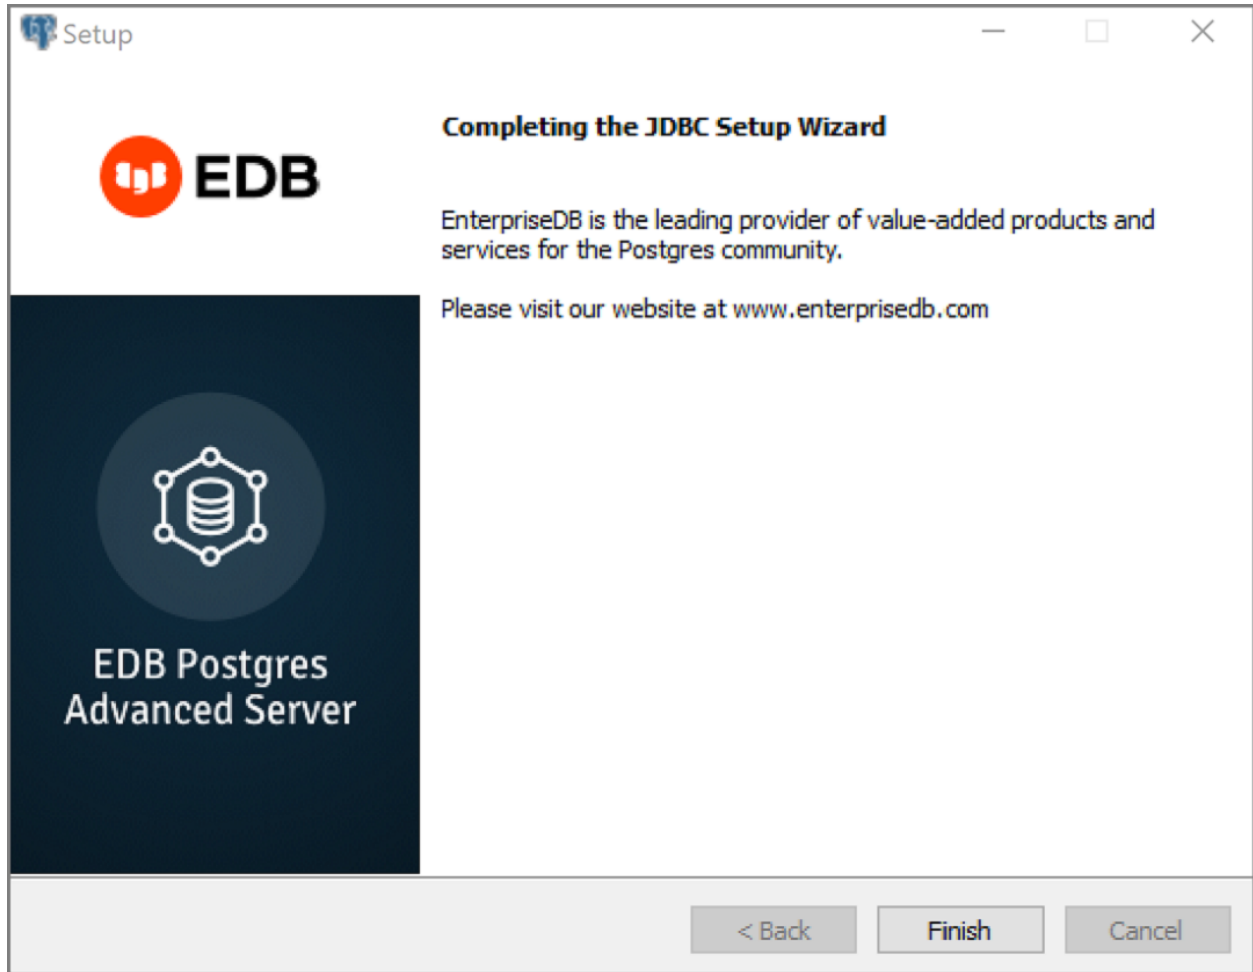 Setup
EDB
Completing the JDBC Setup Wizard
EnterpriseDB is the leading provider of value-added products and
services for the Postgres community.
Please visit our website at www.enterprisedb.com
EDB Postgres
Advanced Server
< Back
Finish
Cancel